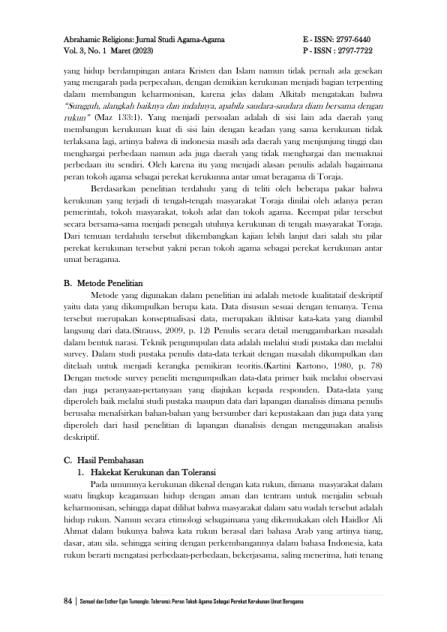 Abrahamic Religions: Jurnal Studi Agama-Agama E - ISSN: 2797-6440
Vol. 3, No. 1 Maret (2023) P - ISSN : 2797-7722
yang hidup berdampingan antara Kristen dan Islam namun tidak pernah ada gesekan
yang mengarah pada perpecahan, dengan demikian kerukunan menjadi bagian terpenting
dalam membangun keharmonisan, karena jelas dalam Alkitab mengatakan bahwa
"Sungguh, alangkah baiknya dan indahnya, apabila saudara-saudara diam bersama dengan
rukun" (Maz 133:1). Yang menjadi persoalan adalah di sisi lain ada daerah yang
membangun kerukunan kuat di sisi lain dengan keadan yang sama kerukunan tidak
terlaksana lagi, artinya bahwa di indonesia masih ada daerah yang menjunjung tinggi dan
menghargai perbedaan namun ada juga daerah yang tidak menghargai dan memaknai
perbedaan itu sendiri. Oleh karena itu yang menjadi alasan penulis adalah bagaimana
peran tokoh agama sebagai perekat kerukunna antar umat beragama di Toraja.
Berdasarkan penelitian terdahulu yang di teliti oleh beberapa pakar bahwa
kerukunan yang terjadi di tengah-tengah masyarakat Toraja dinilai oleh adanya peran
pemerintah, tokoh masyarakat, tokoh adat dan tokoh agama. Keempat pilar tersebut
secara bersama-sama menjadi penegah utuhnya kerukunan di tengah masyarakat Toraja.
Dari temuan terdahulu tersebut dikembangkan kajian lebih lanjut dari salah stu pilar
perekat kerukunan tersebut yakni peran tokoh agama sebagai perekat kerukunan antar
umat beragama.
B. Metode Penelitian
Metode yang digunakan dalam penelitian ini adalah metode kualitataif deskriptif
yaitu data yang dikumpulkan berupa kata. Data disusun sesuai dengan temanya. Tema
tersebut merupakan konseptualisasi data, merupakan ikhtisar kata-kata yang diambil
langsung dari data.(Strauss, 2009, p. 12) Penulis secara detail menggambarkan masalah
dalam bentuk narasi. Teknik pengumpulan data adalah melalui studi pustaka dan melalui
survey. Dalam studi pustaka penulis data-data terkait dengan masalah dikumpulkan dan
ditelaah untuk menjadi kerangka pemikiran teoritis.(Kartini Kartono, 1980, p. 78)
Dengan metode survey peneliti mengumpulkan data-data primer baik melalui observasi
dan juga peranyaan-pertanyaan yang diajukan kepada responden. Data-data yang
diperoleh baik melalui studi pustaka maupun data dari lapangan dianalisis dimana penulis
berusaha menafsirkan bahan-bahan yang bersumber dari kepustakaan dan juga data yang
diperoleh dari hasil penelitian di lapangan dianalisis dengan menggunakan analisis
deskriptif.
C. Hasil Pembahasan
1. Hakekat Kerukunan dan Toleransi
Pada umumnya kerukunan dikenal dengan kata rukun, dimana masyarakat dalam
suatu lingkup keagamaan hidup dengan aman dan tentram untuk menjalin sebuah
keharmonisan, sehingga dapat dilihat bahwa masyarakat dalam satu wadah tersebut adalah
hidup rukun. Namun secara etimologi sebagaimana yang dikemukakan oleh Haidlor Ali
Ahmat dalam bukunya bahwa kata rukun berasal dari bahasa Arab yang artinya tiang,
dasar, atau sila. sehingga seiring dengan perkembangannya dalam bahasa Indonesia, kata
rukun berarti mengatasi perbedaan-perbedaan, bekerjasama, saling menerima, hati tenang
84 | Semuel dan Esther Epin Tumonglo: Toleransi: Peran Tokoh Agama Sebagai Perekat Kerukunan Umat Beragama